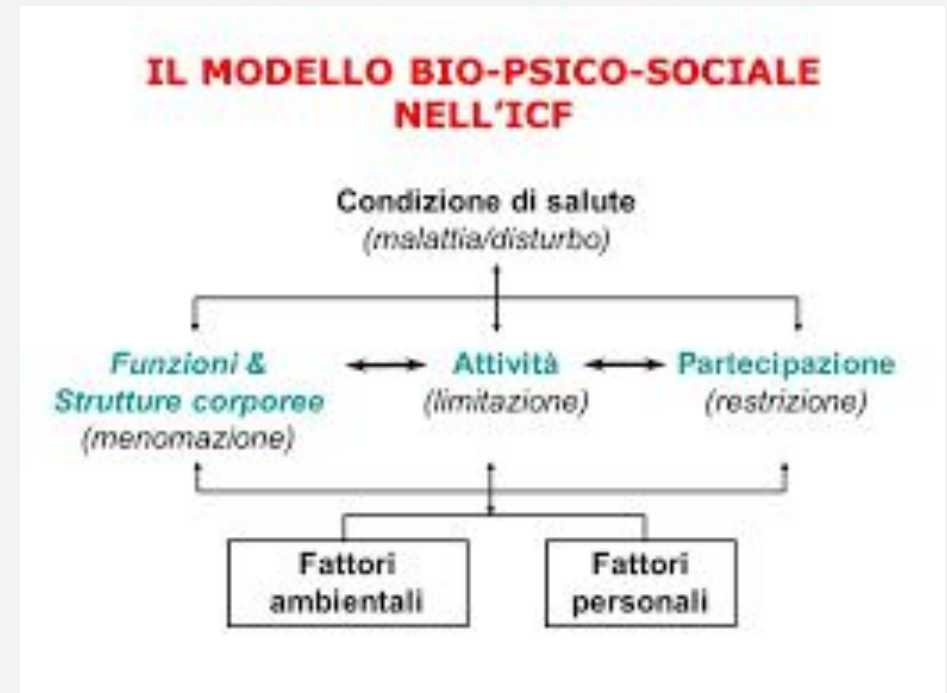 IL MODELLO BIO-PSICO-SOCIALE
NELL'ICF
Condizione di salute
(malattia/disturbo)
Funzioni &
Strutture corporee
(menomazione)
Attività
(limitazione)
Partecipazione
(restrizione)
Fattori
ambientali
Fattori
personali